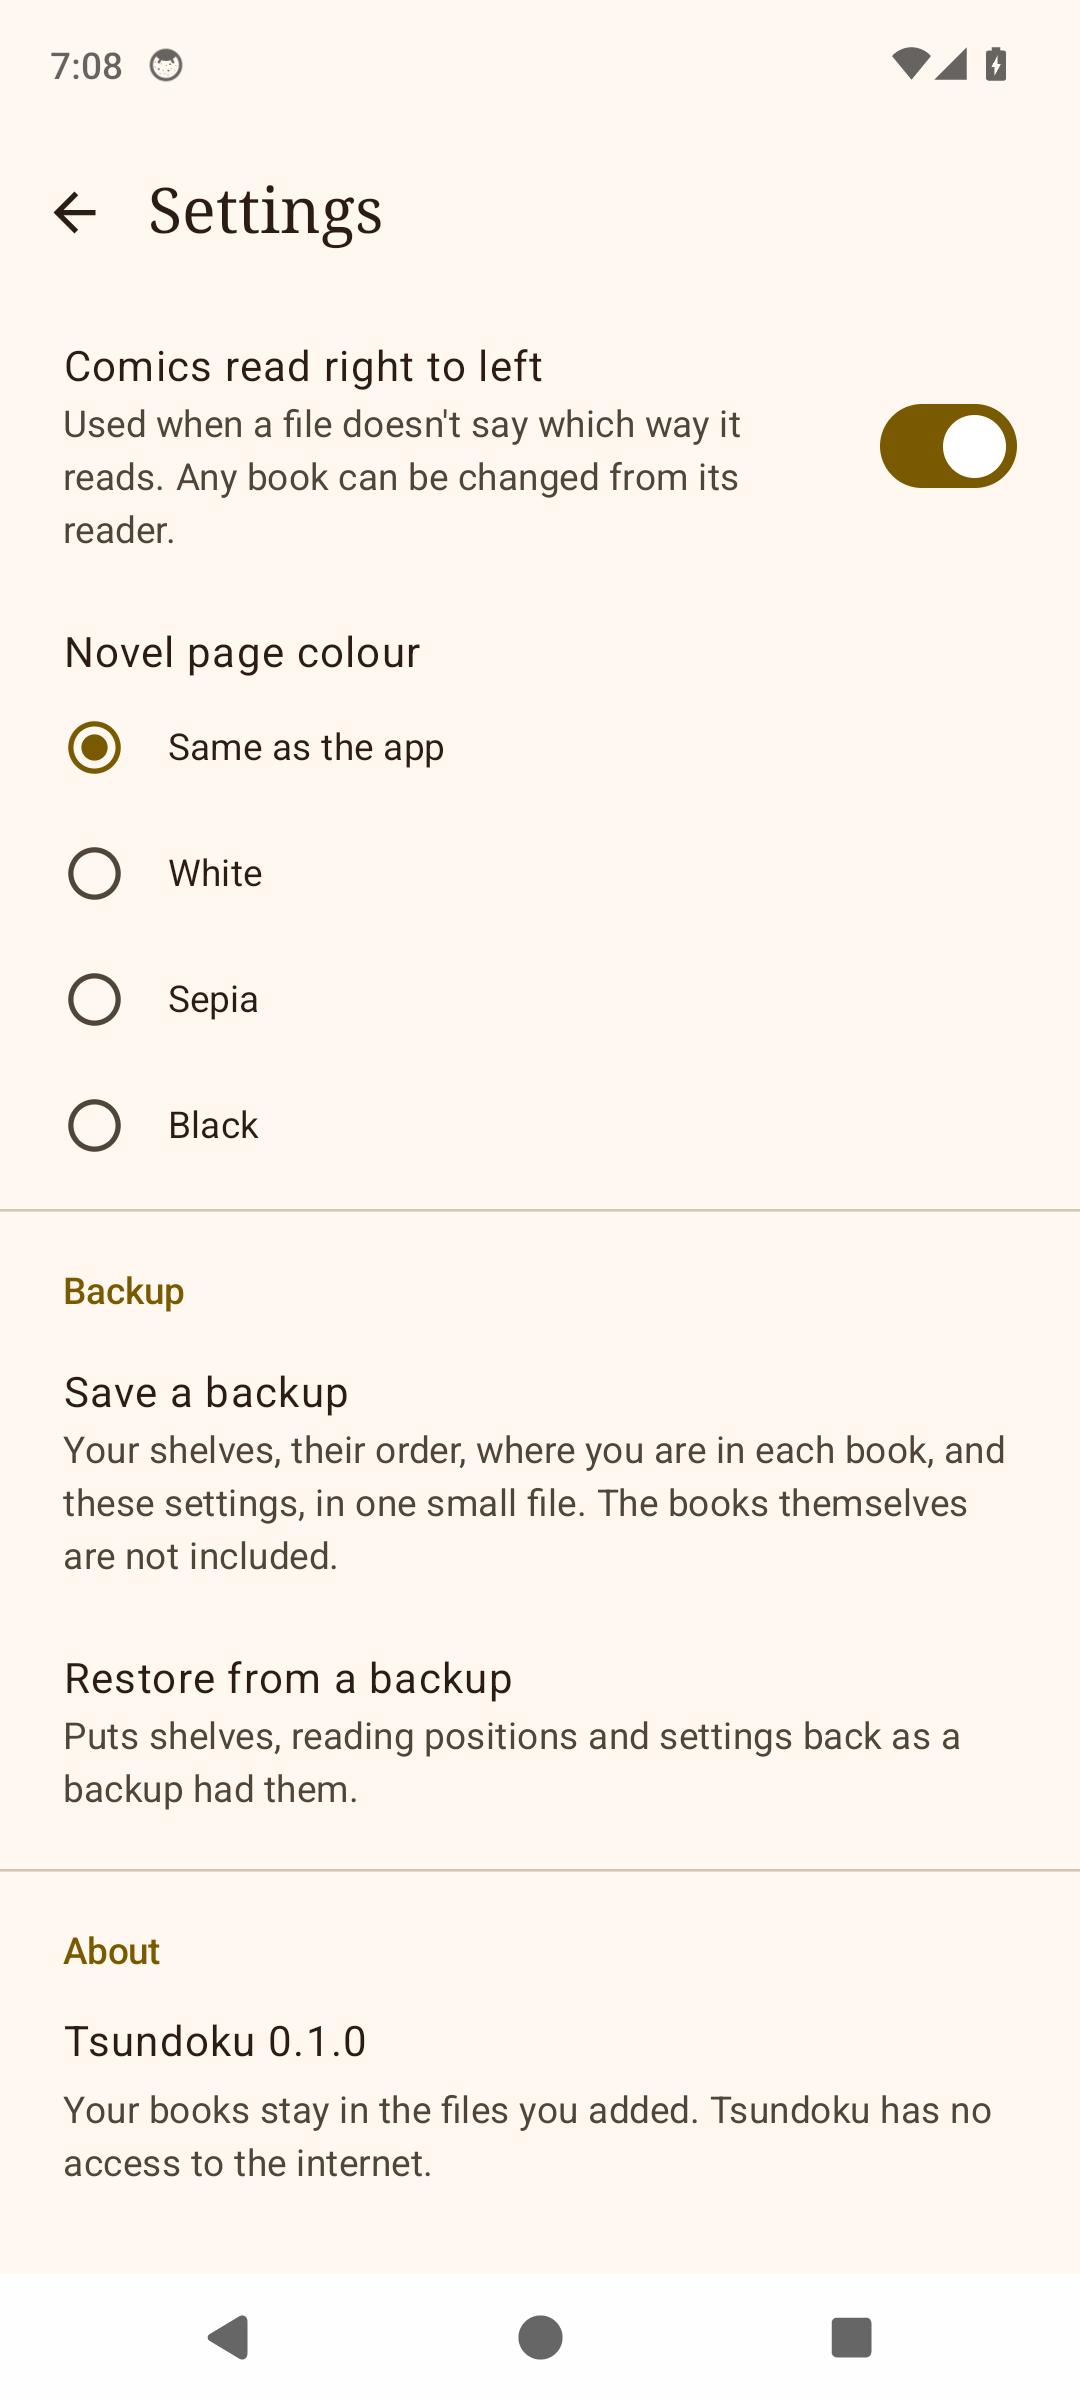 7:08
Settings
Comics read right to left
Used when a file doesn't say which way it
reads. Any book can be changed from its
reader.
Novel page colour
Same as the app
White
Sepia
Black
Backup
Save a backup
Your shelves, their order, where you are in each book, and
these settings, in one small file. The books themselves
are not included.
Restore from a backup
Puts shelves, reading positions and settings back as a
backup had them.
About
Tsundoku 0.1.0
Your books stay in the files you added. Tsundoku has no
access to the internet.